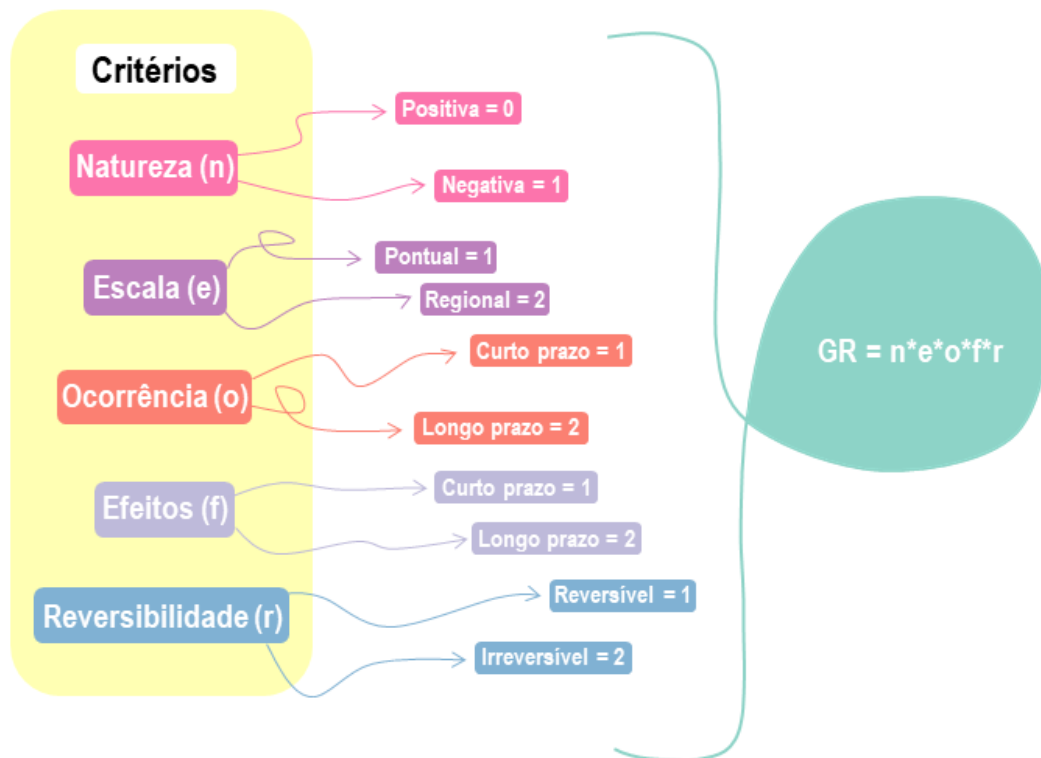 Critérios
Natureza (n)
Positiva = 0
Negativa = 1
Escala (e)
Pontual = 1
Regional = 2
Ocorrência (o)
Curto prazo = 1
Longo prazo = 2
Efeitos (f)
Curto prazo = 1
Longo prazo = 2
Reversibilidade (r)
Reversível = 1
Irreversível = 2
GR = n*e*o*f*r